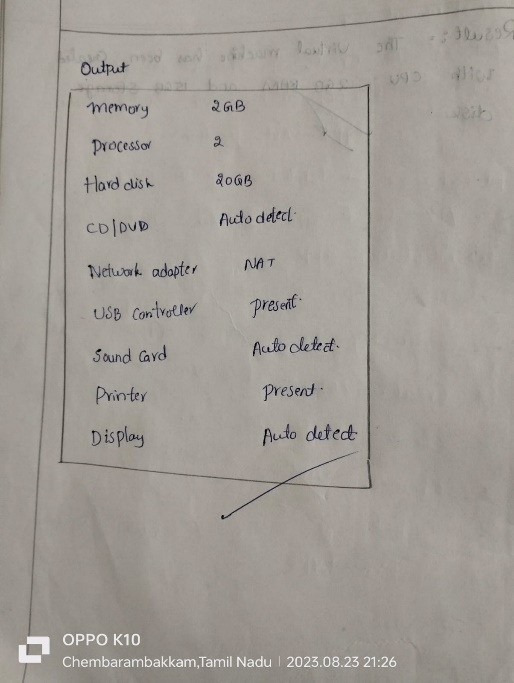 Output
Memory 2GB
Processor 2
Hard disk 20GB
CD/DVD Auto detect.
Network adapter NAT
USB Controller present.
Sound Card Auto detect.
Printer Present.
Display Auto detect
OPPO K10
Chembarambakkam,Tamil Nadu | 2023.08.23 21:26